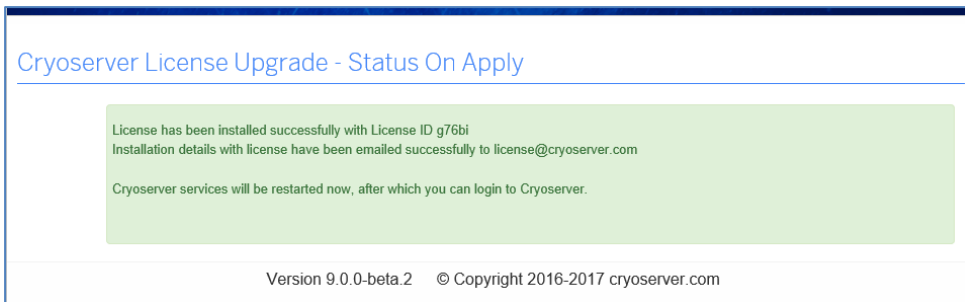 Cryoserver License Upgrade - Status On Apply
License has been installed successfully with License ID g76bi
Installation details with license have been emailed successfully to license@cryoserver.com
Cryoserver services will be restarted now, after which you can login to Cryoserver.
Version 9.0.0-beta.2 © Copyright 2016-2017 cryoserver.com